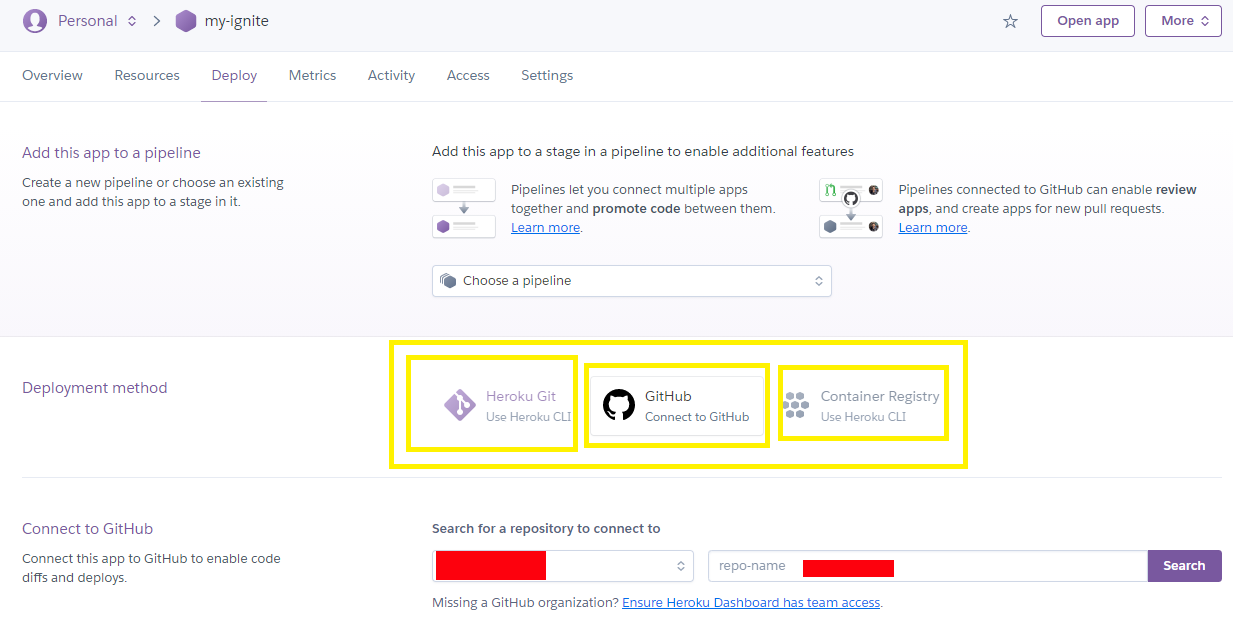 Personal my-ignite Open app More
Overview Resources Deploy Metrics Activity Access Settings
Add this app to a pipeline
Create a new pipeline or choose an existing
one and add this app to a stage in it.
Add this app to a stage in a pipeline to enable additional features
Pipelines let you connect multiple apps
together and promote code between them.
Learn more.
Pipelines connected to GitHub can enable review
apps, and create apps for new pull requests.
Learn more.
Choose a pipeline
Deployment method
Heroku Git
Use Heroku CLI
GitHub
Connect to GitHub
Container Registry
Use Heroku CLI
Connect to GitHub
Connect this app to GitHub to enable code
diffs and deploys.
Search for a repository to connect to
repo-name Search
Missing a GitHub organization? Ensure Heroku Dashboard has team access.